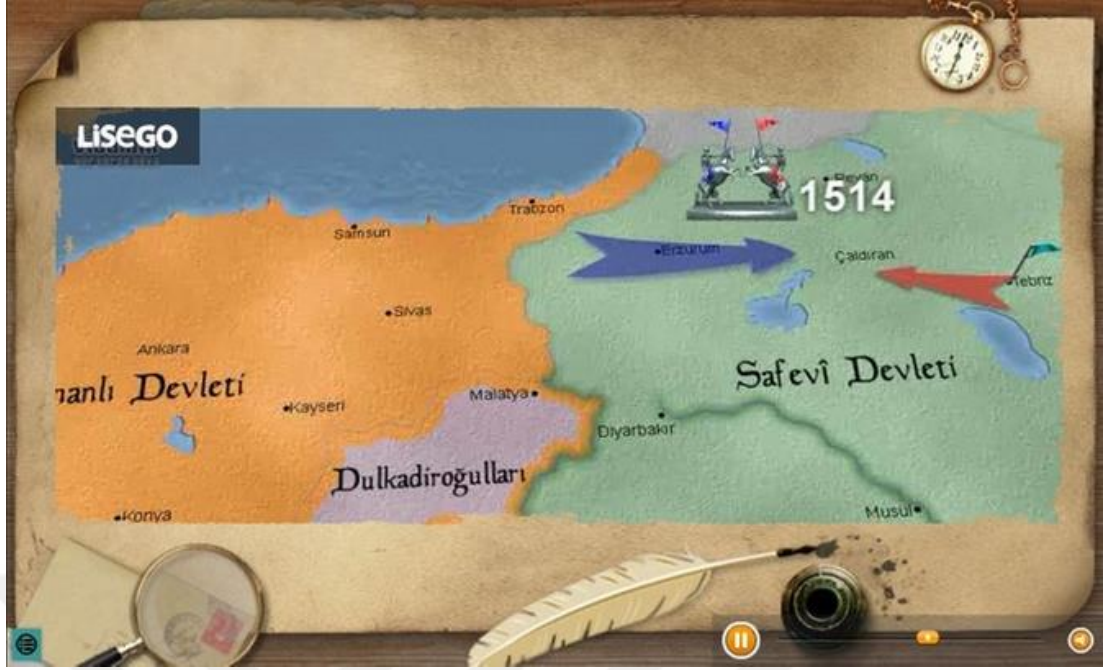 LiSEGO
Revan
1514
Trabzon
Samsun
Erzurum
Çaldıran
Tebriz
Sivas
Ankara
manlı Devleti
Safevî Devleti
Malatya
Kayseri
Diyarbakır
Dulkadiroğulları
Konya
Musul